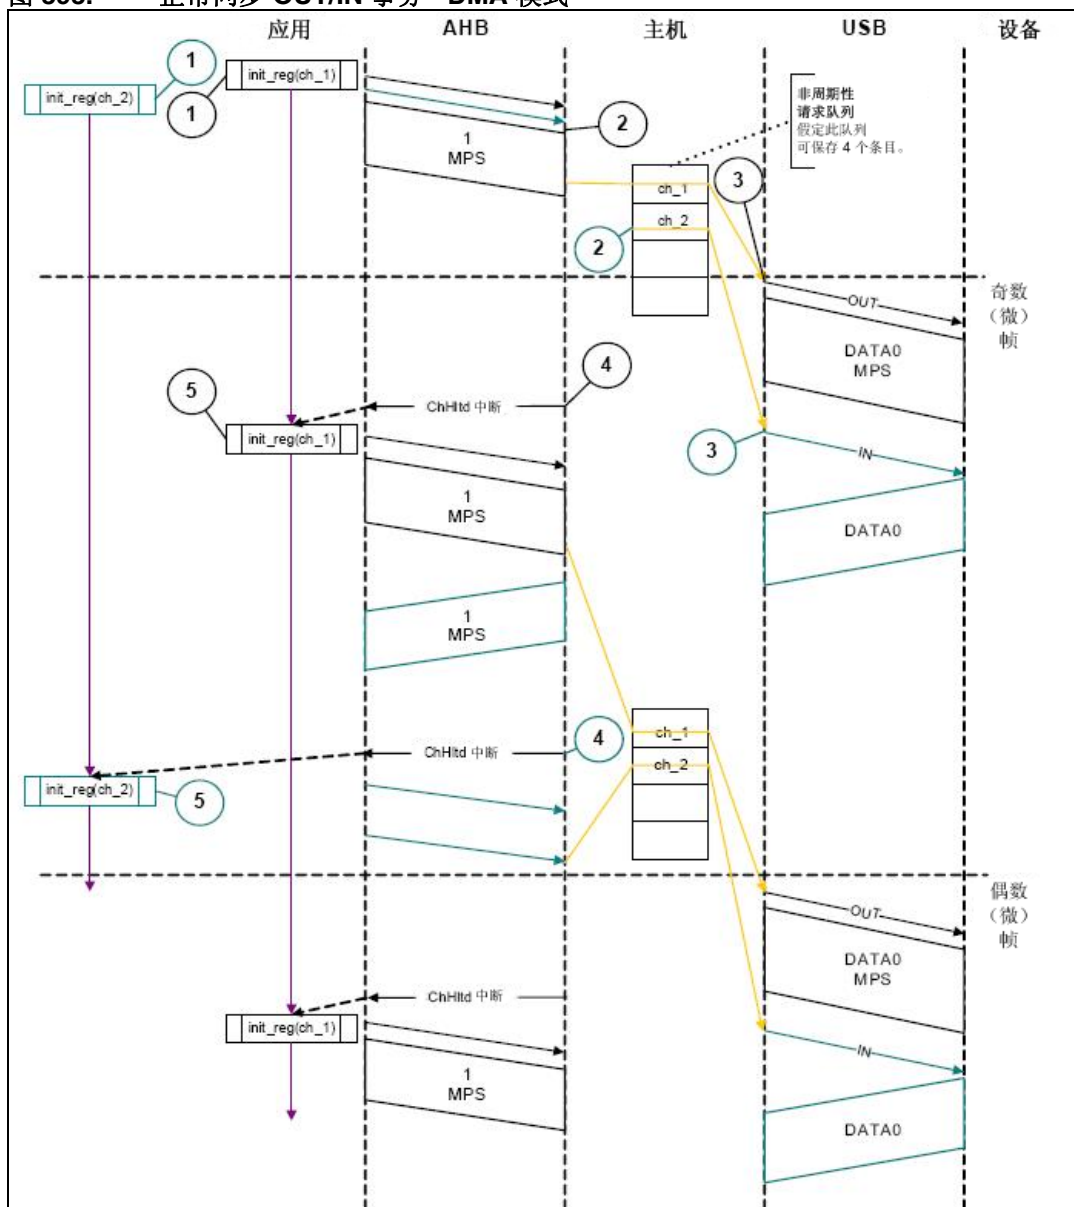 应用 AHB 主机 USB 设备
1
init_reg(ch_1)
init_reg(ch_2)
1
非周期性
请求队列
假定此队列
可保存 4 个条目。
2
1
MPS
3
ch_1
ch_2
2
奇数
(微)
帧
OUT
DATA0
MPS
4
5
ChHltd 中断
init_reg(ch_1)
3
IN
1
MPS
DATA0
1
MPS
4
ch_1
ChHltd 中断
ch_2
init_reg(ch_2)
5
偶数
(微)
帧
OUT
DATA0
MPS
ChHltd 中断
init_reg(ch_1)
IN
1
MPS
DATA0